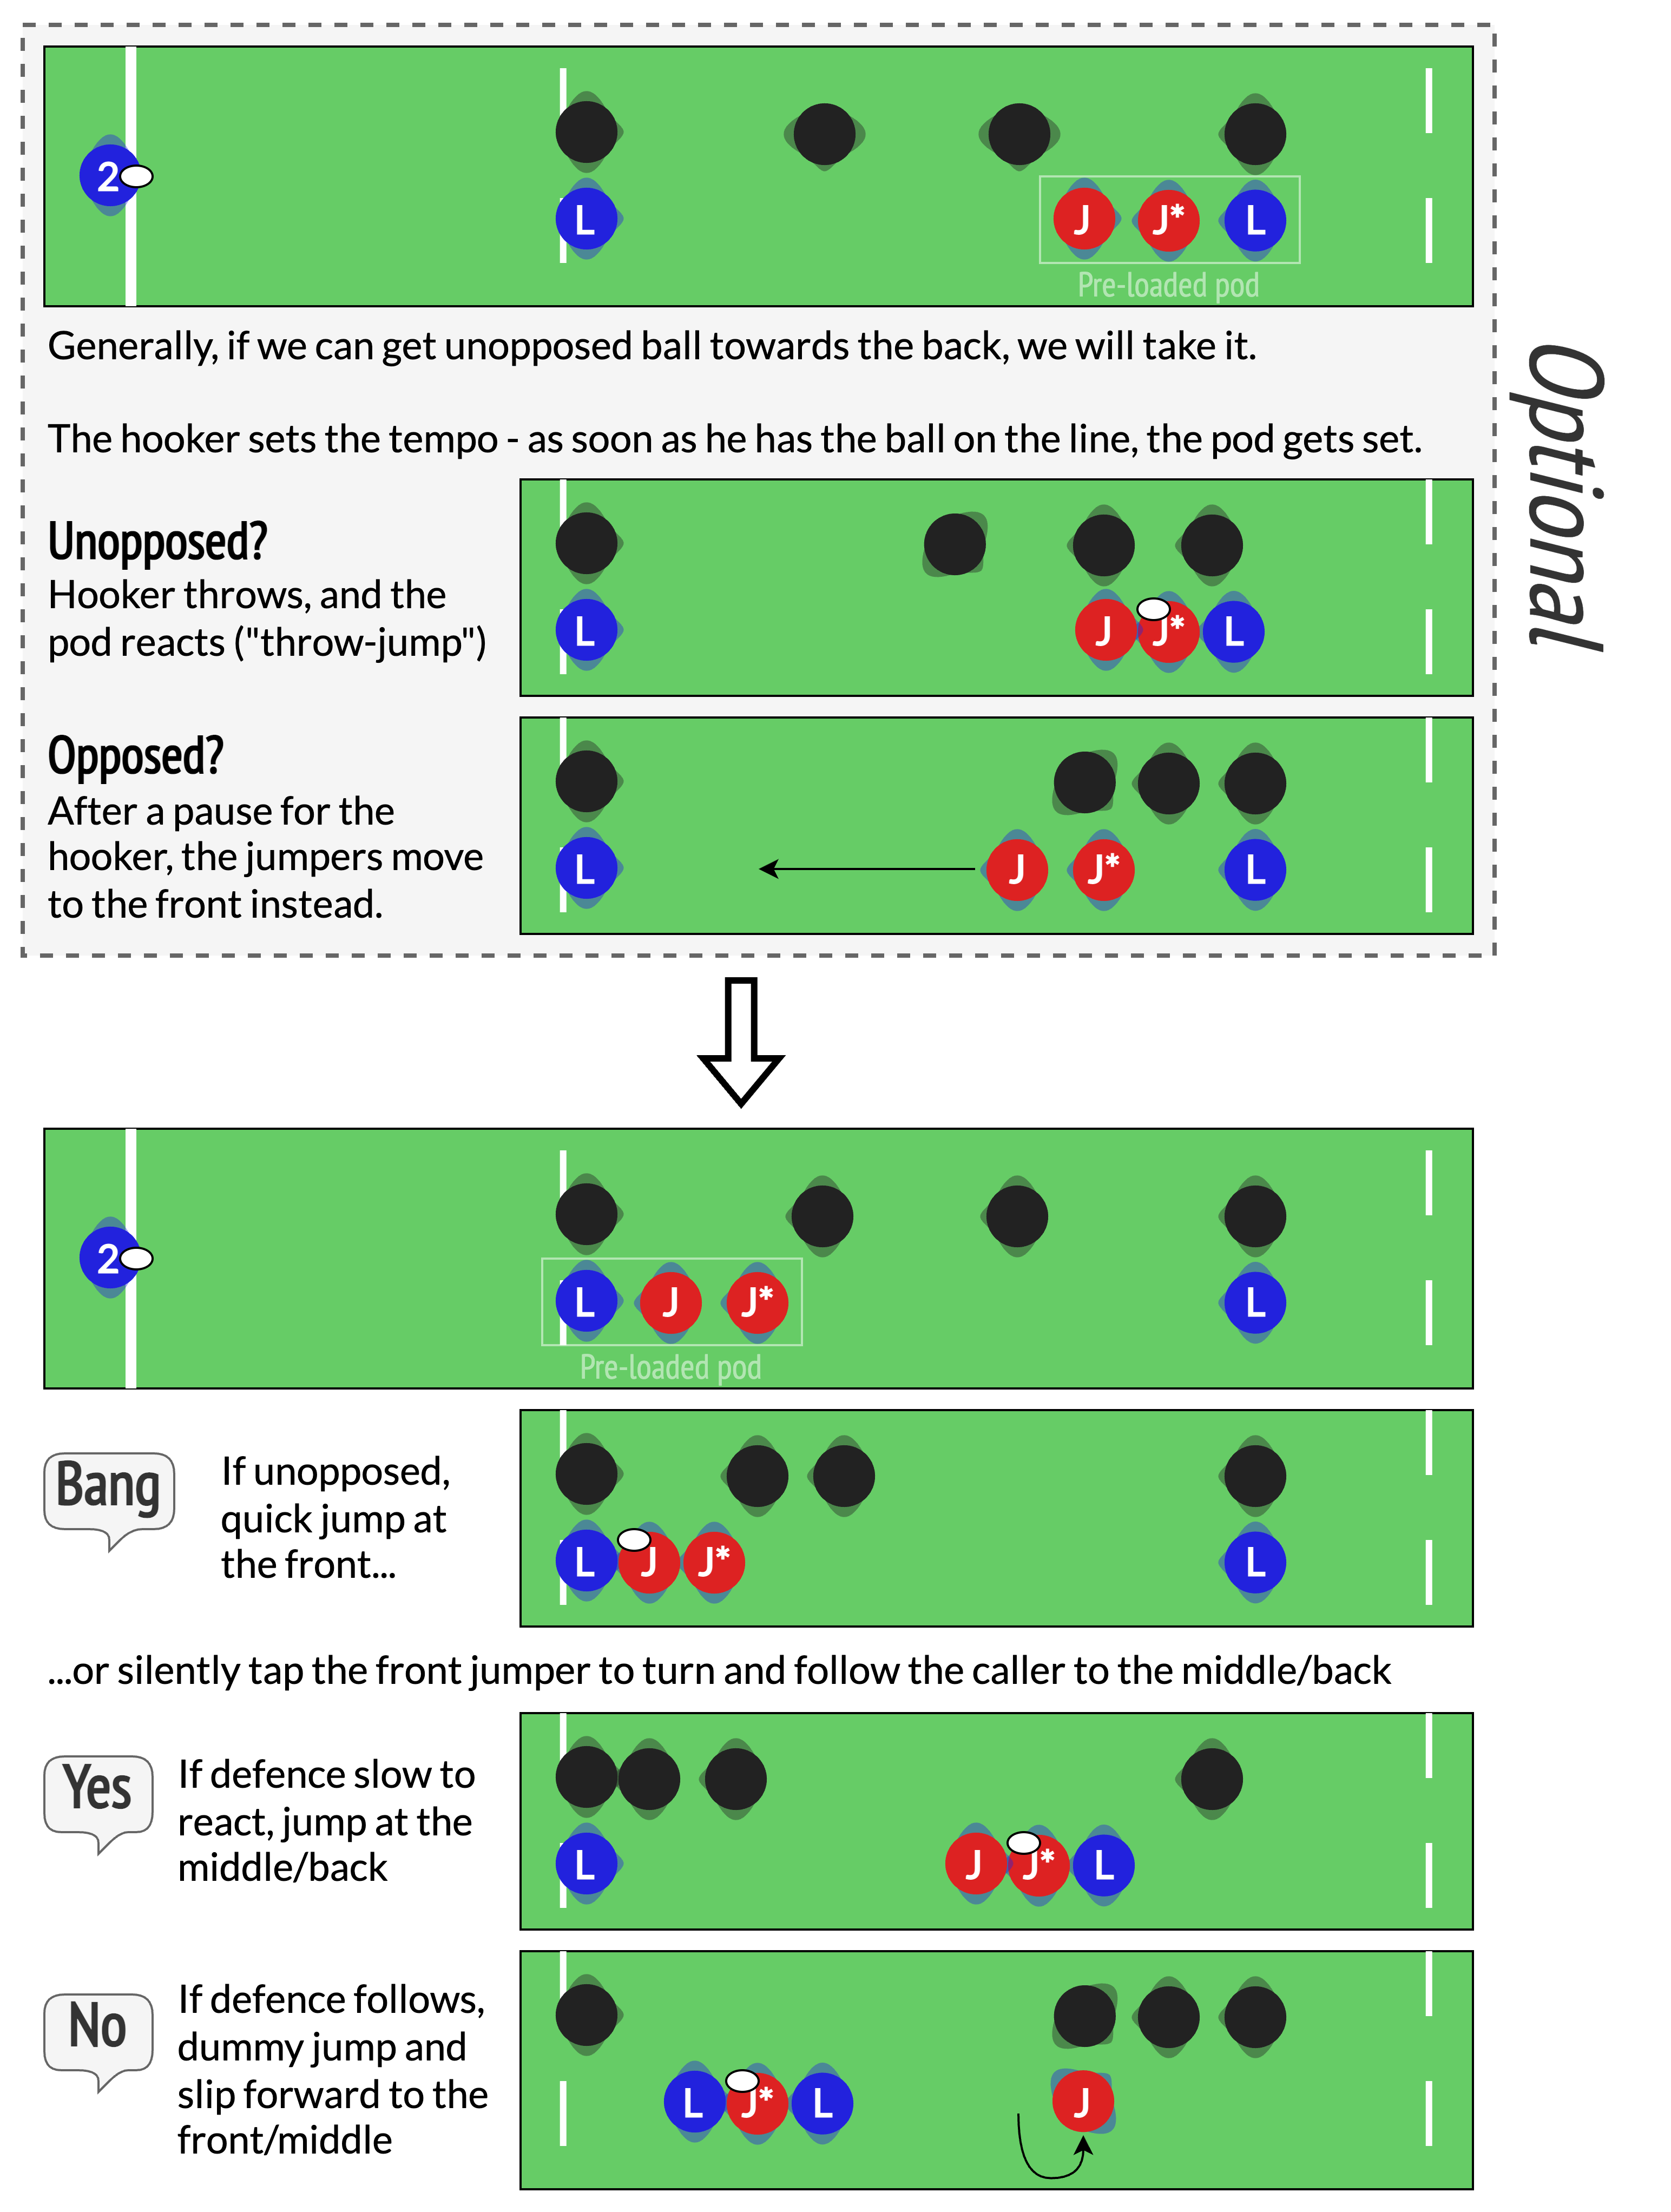 Optional
2
L
J
J*
L
Pre-loaded pod
Generally, if we can get unopposed ball towards the back, we will take it.
The hooker sets the tempo - as soon as he has the ball on the line, the pod gets set.
Unopposed?
Hooker throws, and the
pod reacts ("throw-jump")
L
J
J*
L
Opposed?
After a pause for the
hooker, the jumpers move
to the front instead.
L
J
J*
L
2
L
J
J*
L
Pre-loaded pod
Bang
If unopposed,
quick jump at
the front...
L
J
J*
L
...or silently tap the front jumper to turn and follow the caller to the middle/back
Yes
If defence slow to
react, jump at the
middle/back
L
J
J*
L
No
If defence follows,
dummy jump and
slip forward to the
front/middle
L
J*
L
J